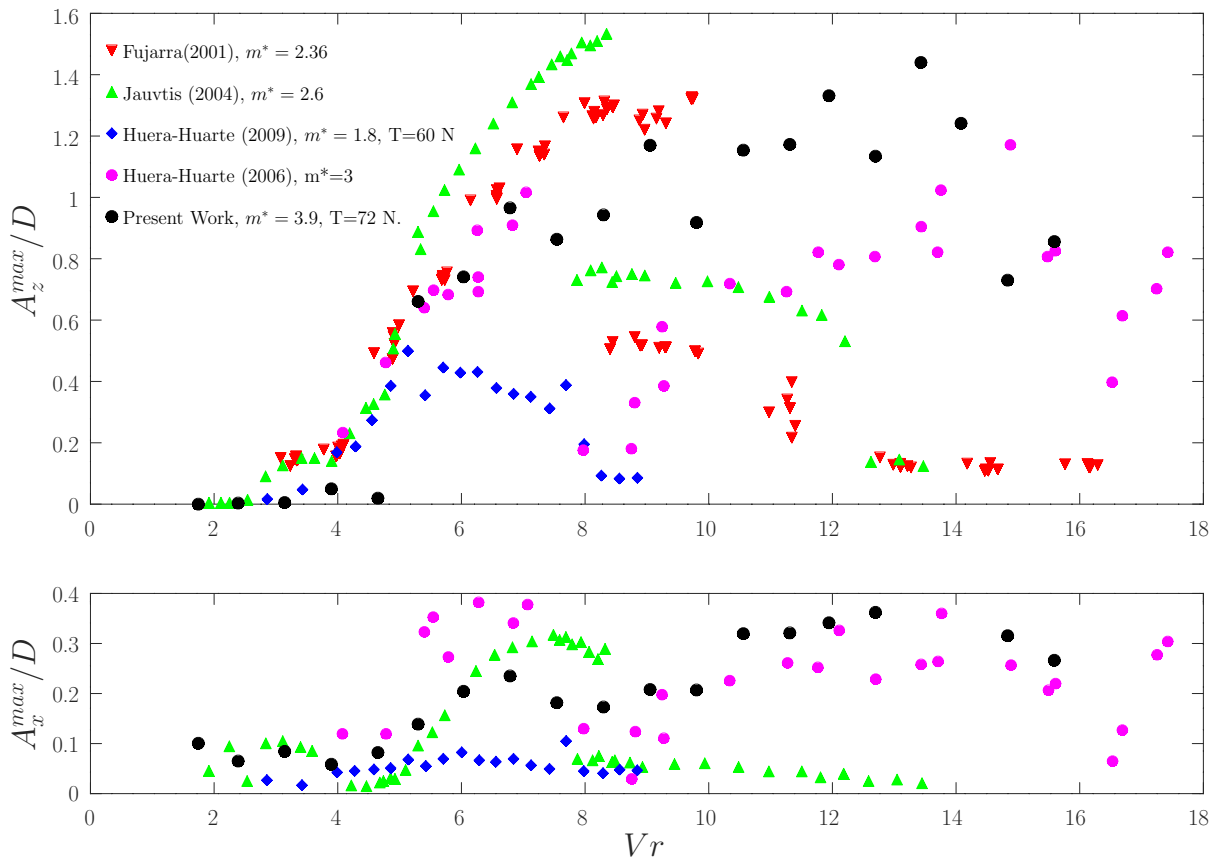 1.6
1.4
1.2
1
0.8
0.6
0.4
0.2
0
A_z^{max}/D
Fujarra(2001), m* = 2.36
Jauvtis (2004), m* = 2.6
Huera-Huarte (2009), m* = 1.8, T=60 N
Huera-Huarte (2006), m*=3
Present Work, m* = 3.9, T=72 N.
0 2 4 6 8 10 12 14 16 18
0.4
0.3
0.2
0.1
0
A_x^{max}/D
0 2 4 6 8 10 12 14 16 18
Vr